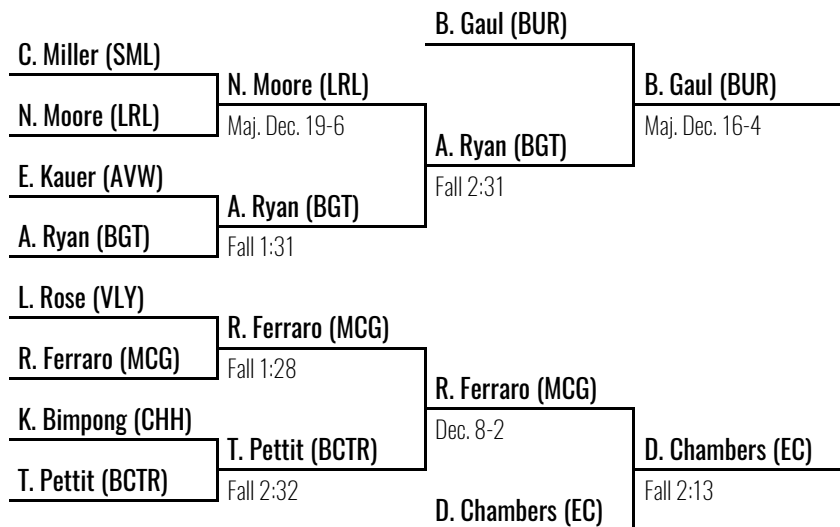 B. Gaul (BUR)
C. Miller (SML)
N. Moore (LRL)
B. Gaul (BUR)
N. Moore (LRL)
Maj. Dec. 19-6
Maj. Dec. 16-4
A. Ryan (BGT)
E. Kauer (AVW)
Fall 2:31
A. Ryan (BGT)
A. Ryan (BGT)
Fall 1:31
L. Rose (VLY)
R. Ferraro (MCG)
R. Ferraro (MCG)
Fall 1:28
R. Ferraro (MCG)
K. Bimpong (CHH)
Dec. 8-2
T. Pettit (BCTR)
D. Chambers (EC)
T. Pettit (BCTR)
Fall 2:32
Fall 2:13
D. Chambers (EC)